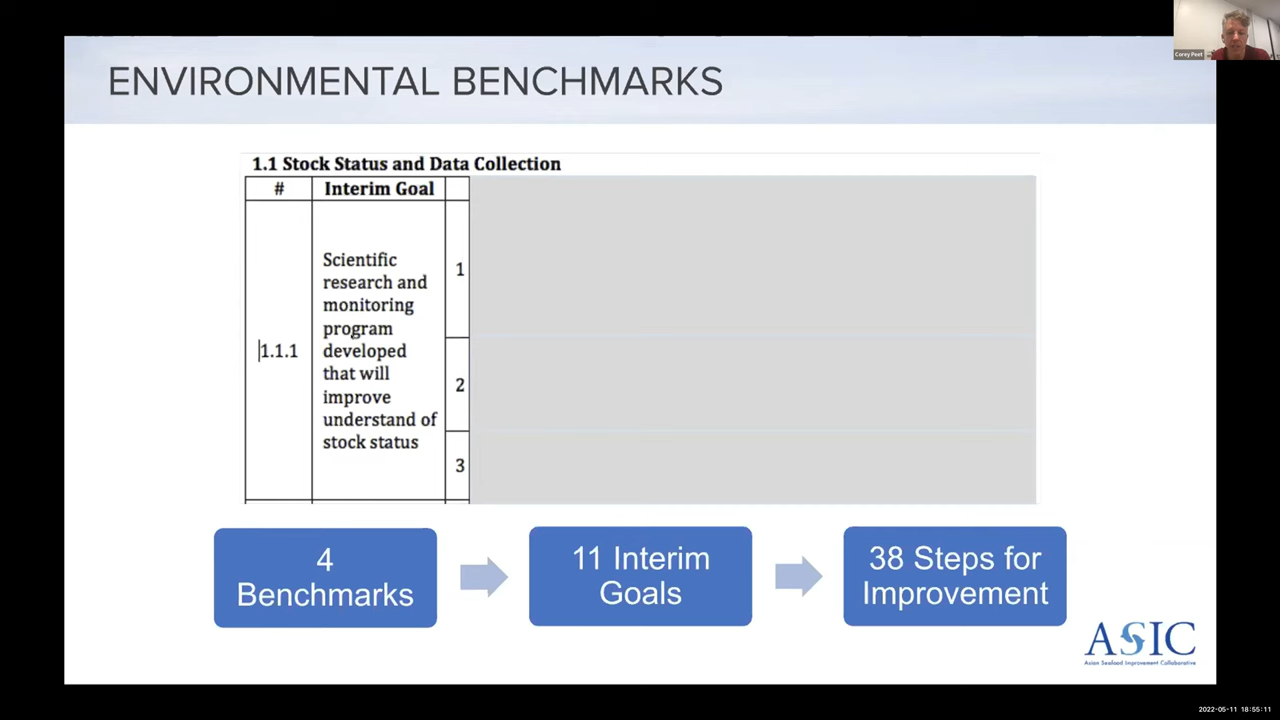 Carey Peet
ENVIRONMENTAL BENCHMARKS
1.1 Stock Status and Data Collection
# Interim Goal
1.1.1
Scientific
research and
monitoring
program
developed
that will
improve
understand of
stock status
1
2
3
4
Benchmarks
11 Interim
Goals
38 Steps for
Improvement
ASIC
Asian Seafood Improvement Collaborative
2022-05-11 18:55:11